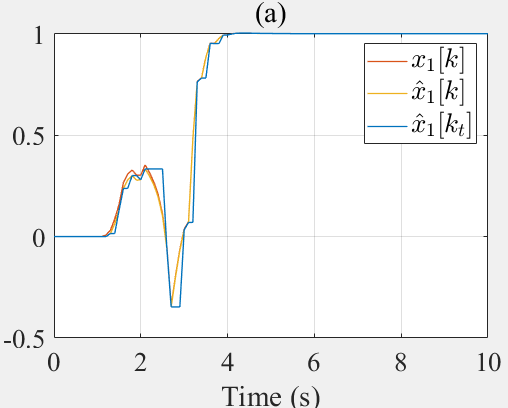 (a)
1
0.5
0
-0.5
x₁[k]
x̂₁[k]
x̂₁[kₜ]
0 2 4 6 8 10
Time (s)